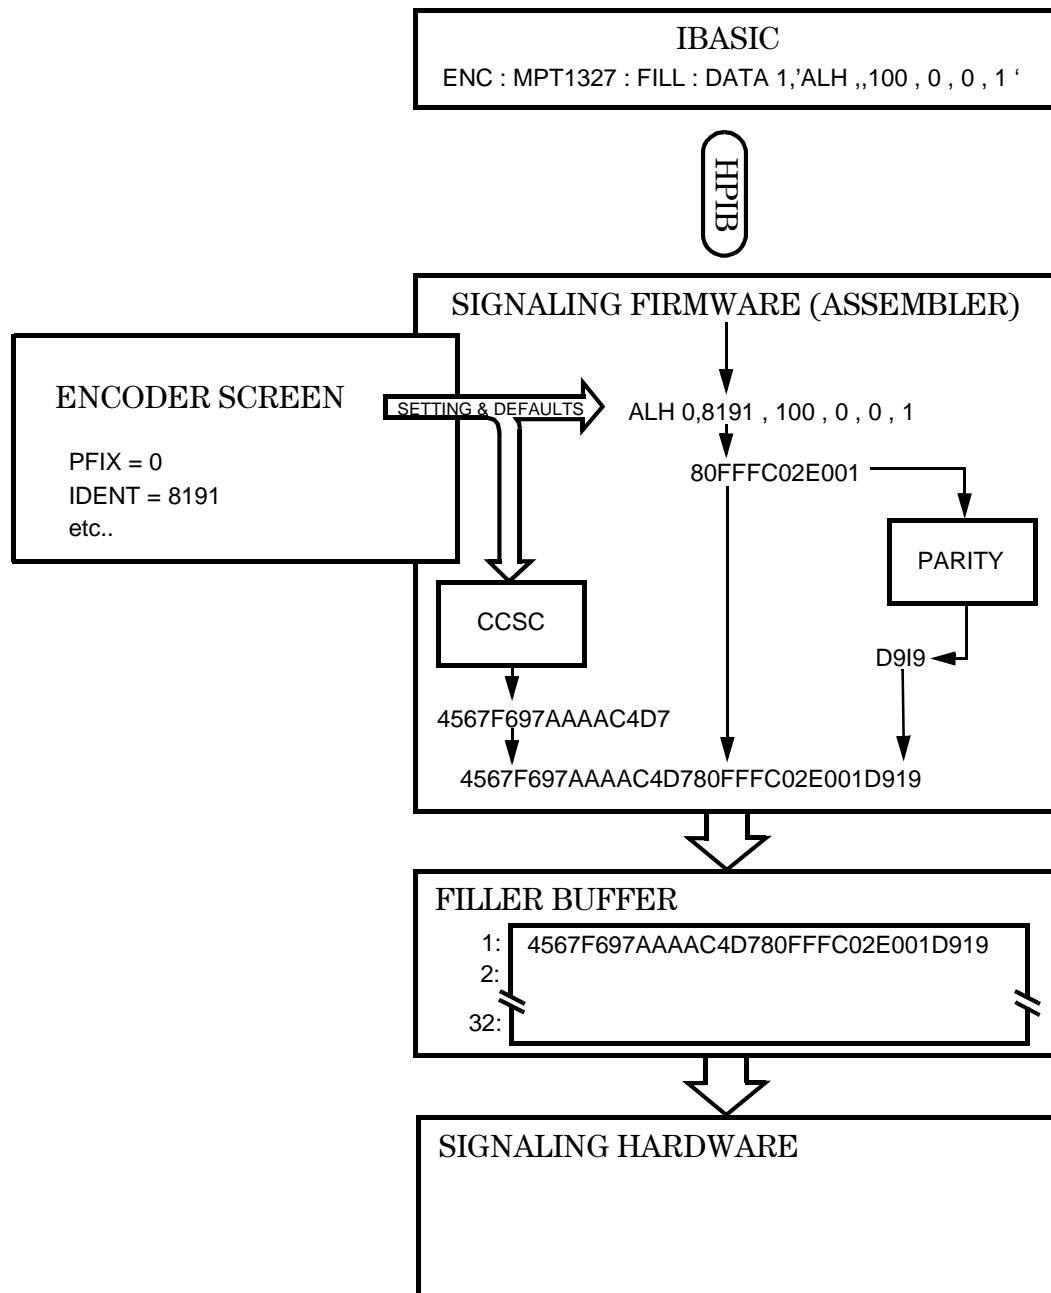 IBASIC
ENC : MPT1327 : FILL : DATA 1,'ALH ,,100 , 0 , 0 , 1 ‘
HPIB
SIGNALING FIRMWARE (ASSEMBLER)
ENCODER SCREEN
SETTING & DEFAULTS
ALH 0,8191 , 100 , 0 , 0 , 1
PFIX = 0
IDENT = 8191
etc..
80FFFC02E001
PARITY
CCSC
D9I9
4567F697AAAAC4D7
4567F697AAAAC4D780FFFC02E001D919
FILLER BUFFER
1: 4567F697AAAAC4D780FFFC02E001D919
2:
32:
SIGNALING HARDWARE